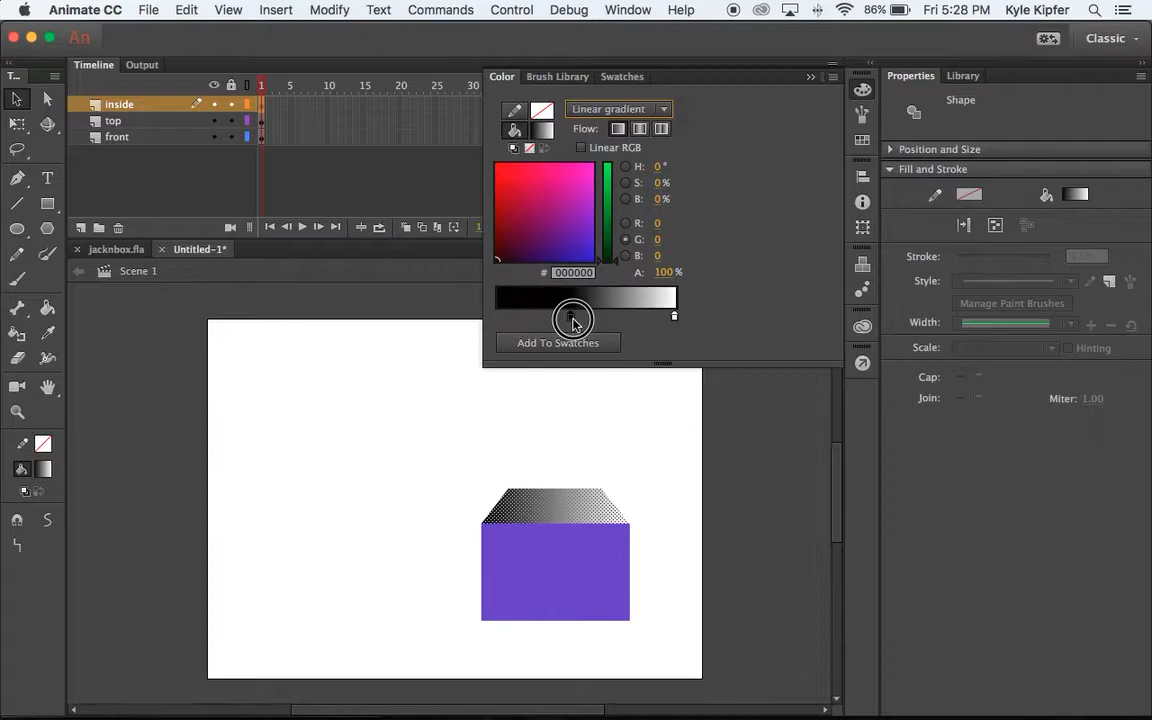 Animate CC File Edit View Insert Modify Text Commands Control Debug Window Help 86% Fri 5:28 PM Kyle Kipfer
An Classic
T... Timeline Output
1 5 10 15 20 25 30
inside
top
front
1
jacknbox.fla Untitled-1*
Scene 1
Color Brush Library Swatches
Linear gradient
Flow:
Linear RGB
H: 0 °
S: 0 %
B: 0 %
R: 0
G: 0
B: 0
# 000000 A: 100 %
Add To Swatches
Properties Library
Shape
Position and Size
Fill and Stroke
Stroke:
Style:
Manage Paint Brushes
Width:
Scale: Hinting
Cap:
Join: Miter: 1.00